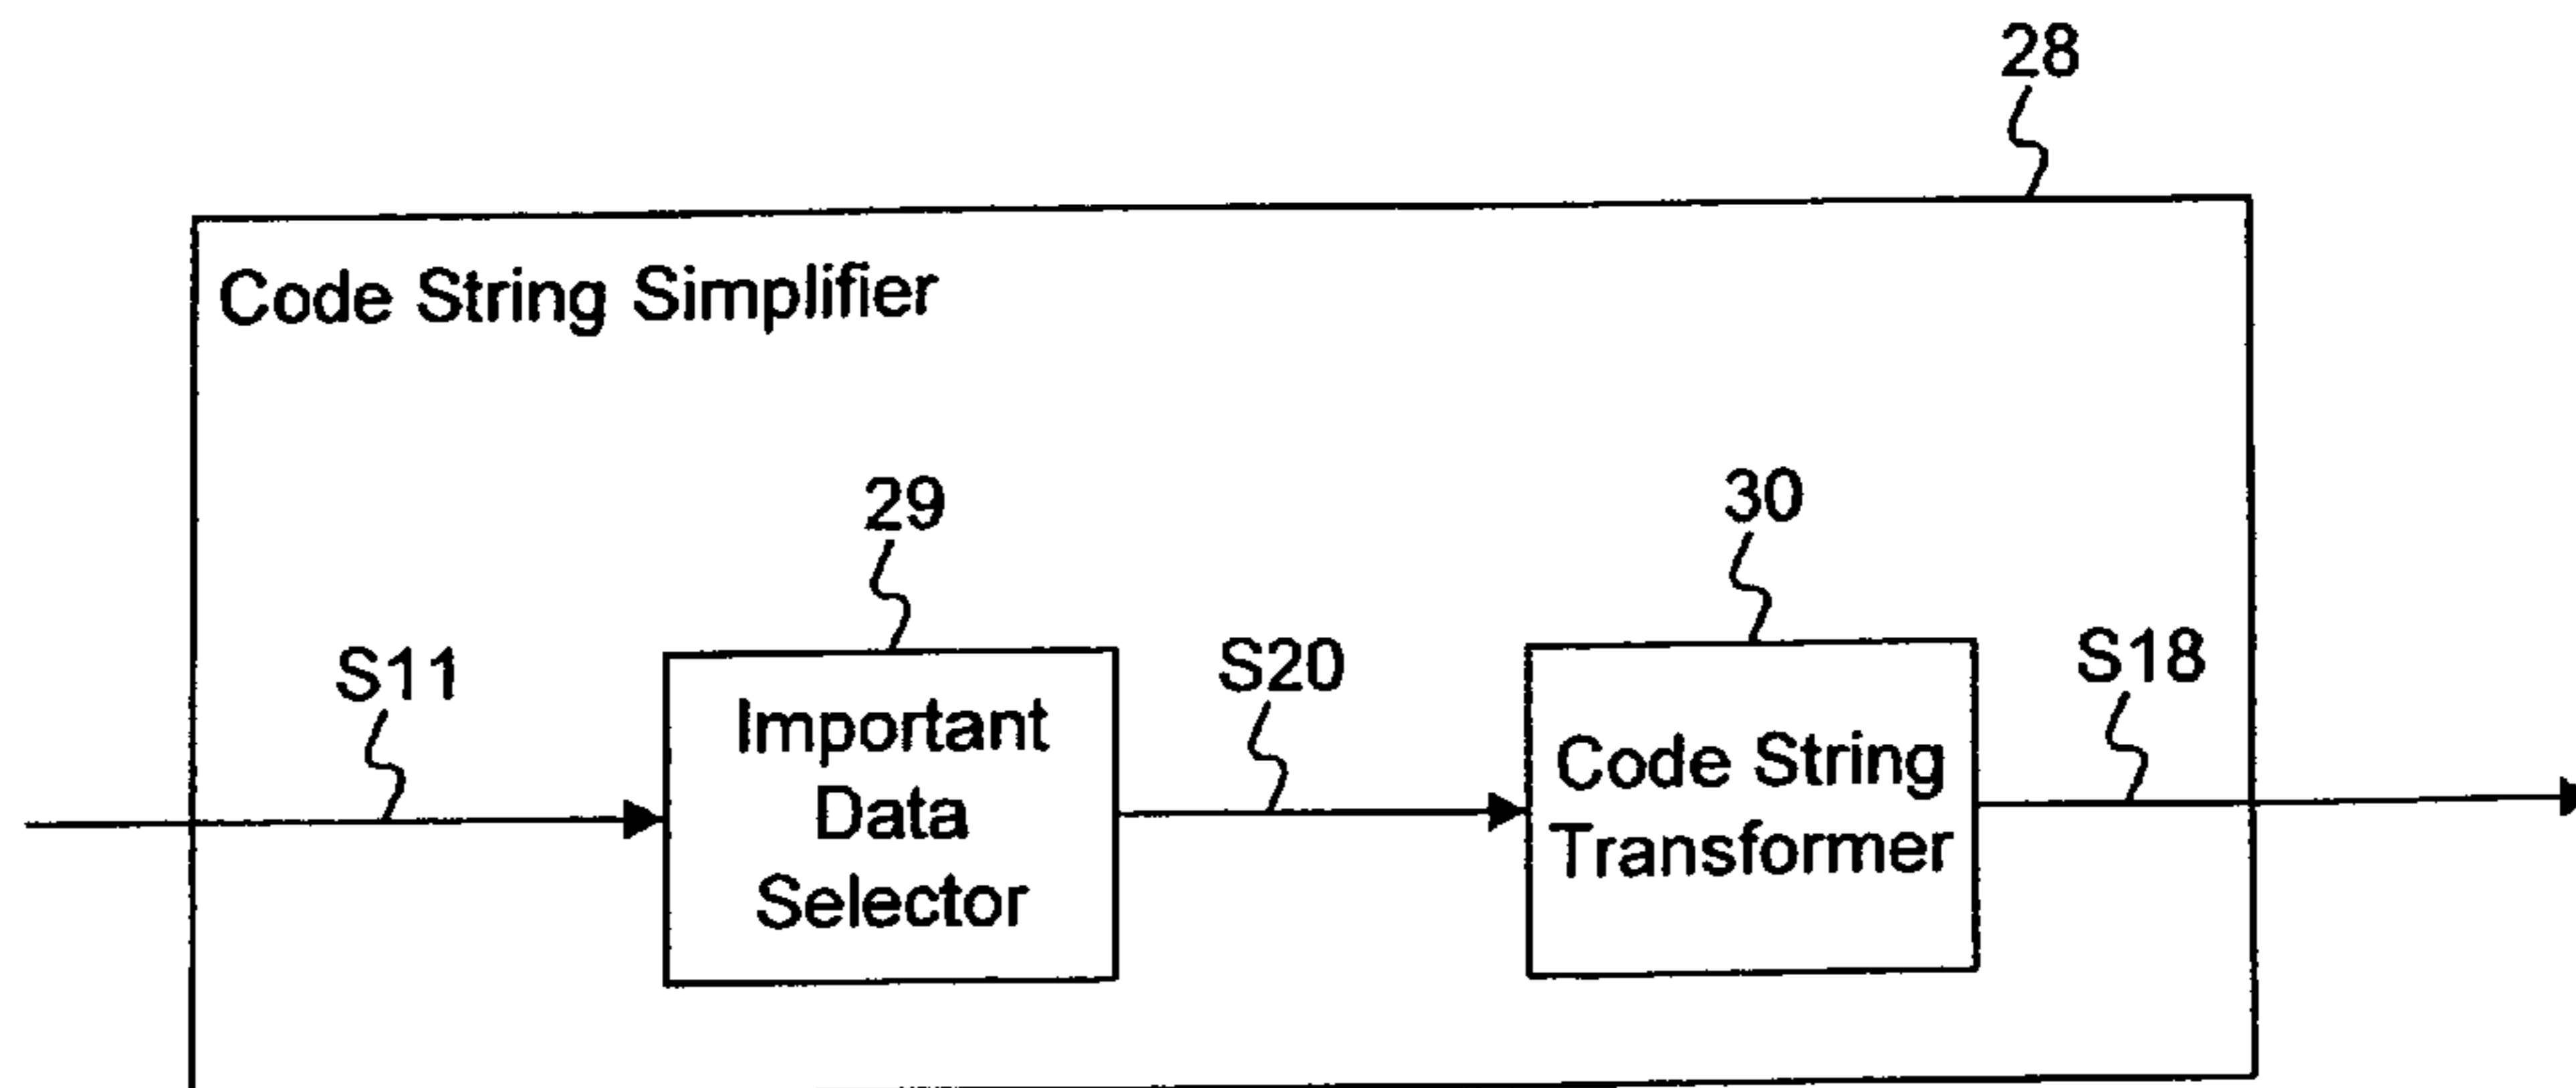 28
Code String Simplifier
29
30
S11
S20
S18
Important
Data
Selector
Code String
Transformer